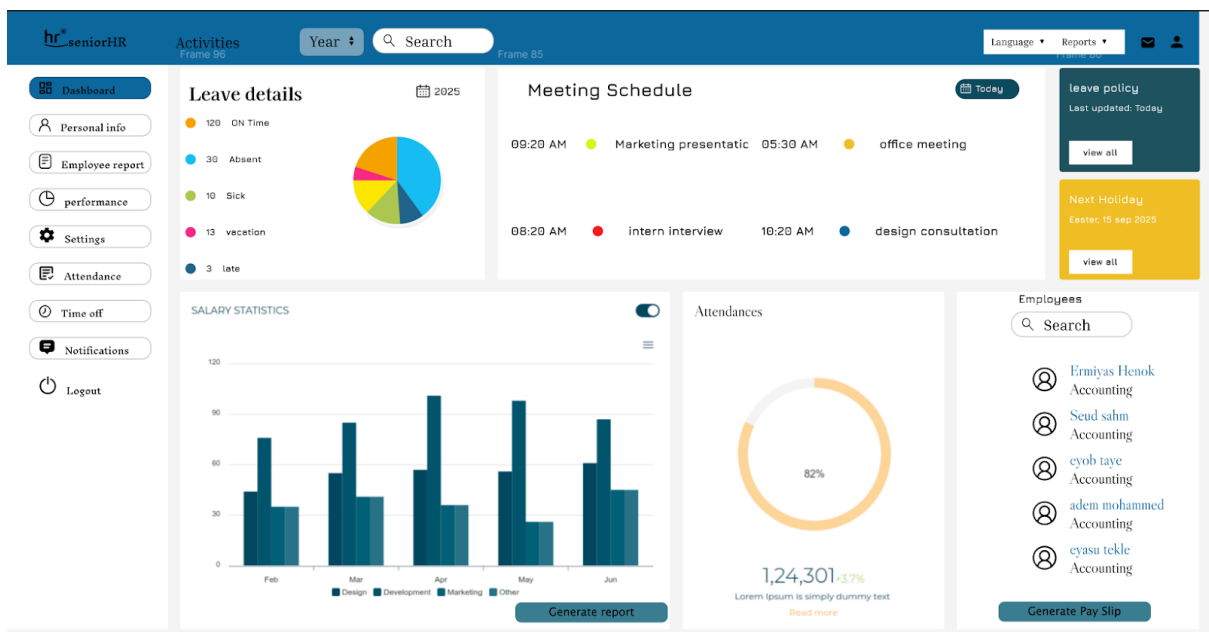 hr*seniorHR
Activities
Frame 96
Year
Search
Frame 85
Language
Reports
Dashboard
Personal info
Employee report
performance
Settings
Attendance
Time off
Notifications
Logout
Leave details
2025
120 ON Time
30 Absent
10 Sick
13 vacation
3 late
Meeting Schedule
Today
09:20 AM Marketing presentatic 05:30 AM office meeting
08:20 AM intern interview 10:20 AM design consultation
leave policy
Last updated: Today
view all
Next Holiday
Easter, 15 sep 2025
view all
SALARY STATISTICS
120
90
60
30
0
Feb Mar Apr May Jun
Design Development Marketing Other
Generate report
Attendances
82%
1,24,301 +3.7%
Lorem Ipsum is simply dummy text
Read more
Employees
Search
Ermiyas Henok
Accounting
Seud sahm
Accounting
eyob taye
Accounting
adem mohammed
Accounting
eyasu tekle
Accounting
Generate Pay Slip